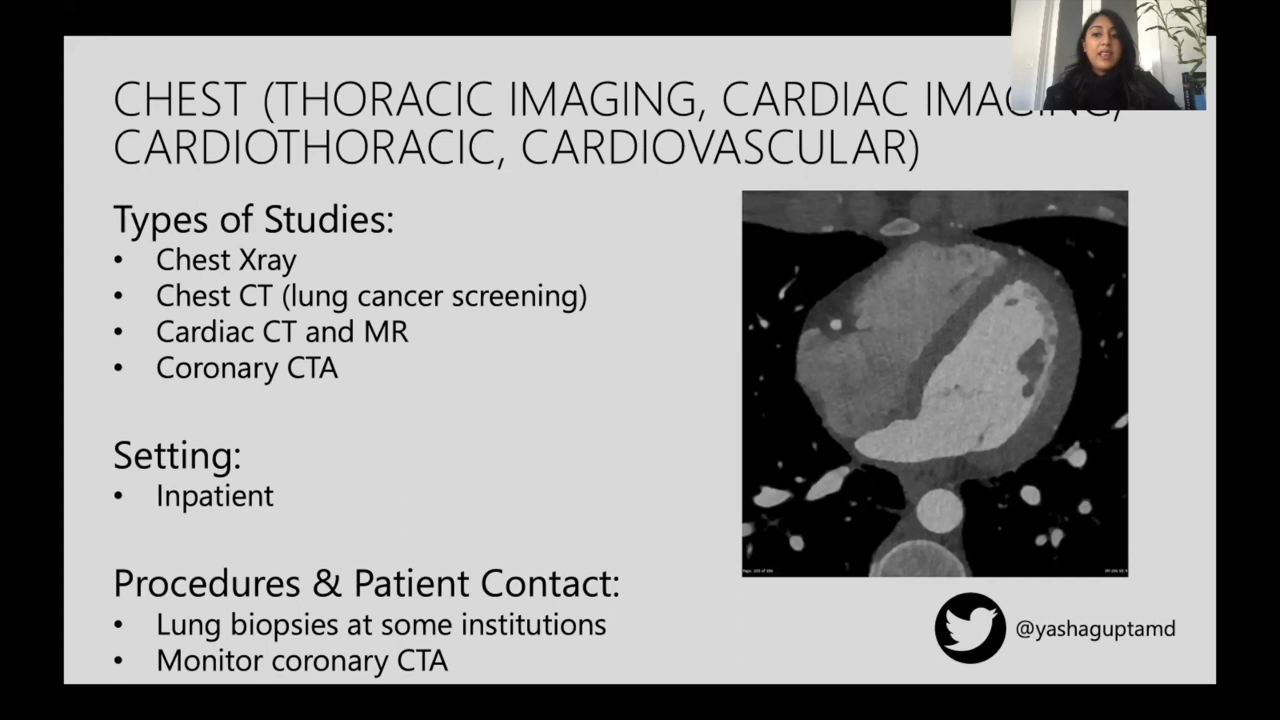 CHEST (THORACIC IMAGING, CARDIAC IMAGING,
CARDIOTHORACIC, CARDIOVASCULAR)
Types of Studies:
• Chest Xray
• Chest CT (lung cancer screening)
• Cardiac CT and MR
• Coronary CTA
Setting:
• Inpatient
Procedures & Patient Contact:
• Lung biopsies at some institutions
• Monitor coronary CTA
@yashaguptamd